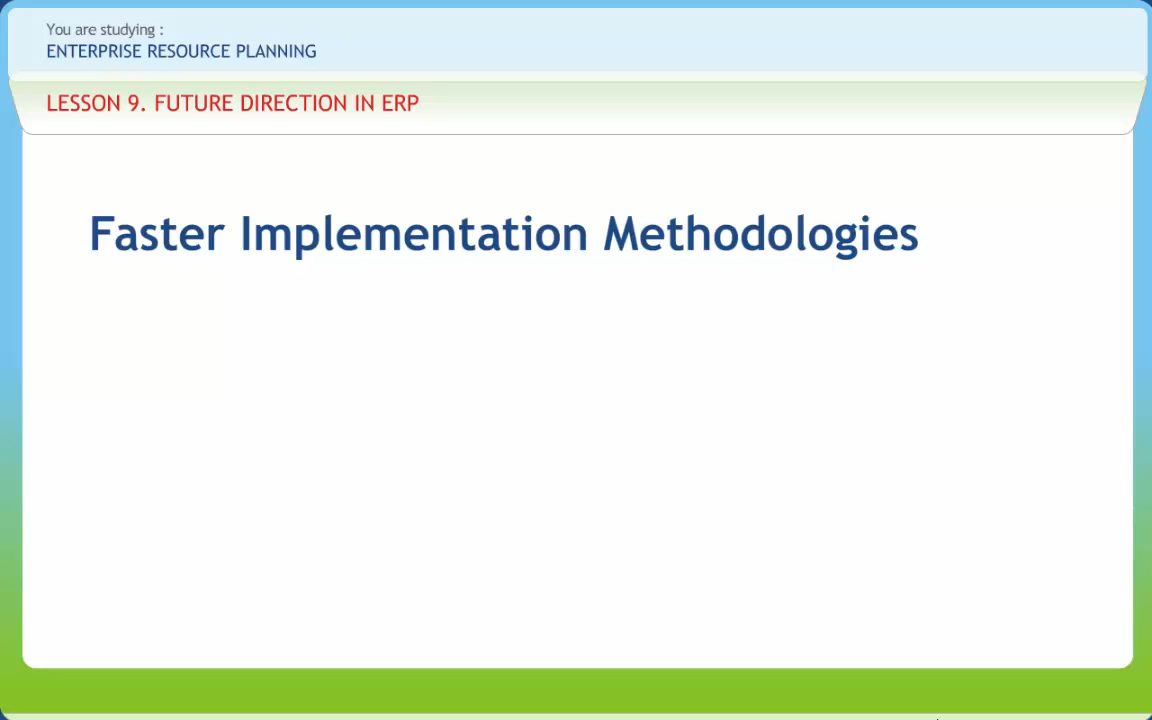 You are studying :
ENTERPRISE RESOURCE PLANNING
LESSON 9. FUTURE DIRECTION IN ERP
Faster Implementation Methodologies